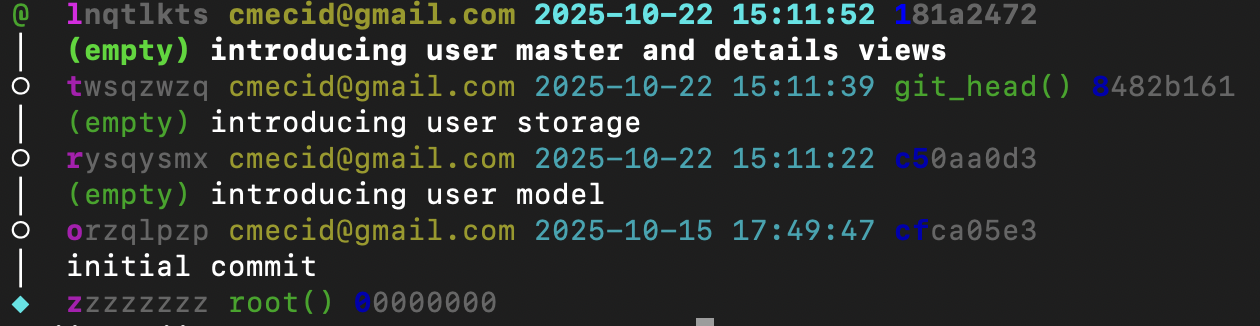 @ lnqtlkts cmecid@gmail.com 2025-10-22 15:11:52 181a2472
(empty) introducing user master and details views
twsqzwzq cmecid@gmail.com 2025-10-22 15:11:39 git_head() 8482b161
(empty) introducing user storage
rysqysmx cmecid@gmail.com 2025-10-22 15:11:22 c50aa0d3
(empty) introducing user model
orzqlpzp cmecid@gmail.com 2025-10-15 17:49:47 cfca05e3
initial commit
zzzzzzzz root() 00000000